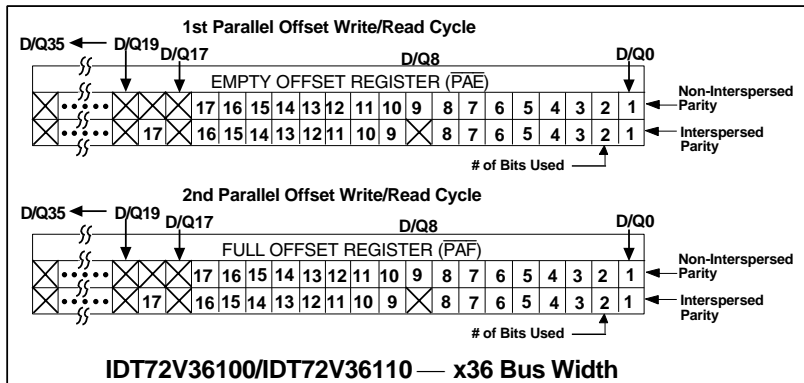 1st Parallel Offset Write/Read Cycle
D/Q35 D/Q19
D/Q17 D/Q8 D/Q0
EMPTY OFFSET REGISTER (PAE)
17 16 15 14 13 12 11 10 9 8 7 6 5 4 3 2 1 Non-Interspersed Parity
17 16 15 14 13 12 11 10 9 8 7 6 5 4 3 2 1 Interspersed Parity
# of Bits Used
2nd Parallel Offset Write/Read Cycle
D/Q35 D/Q19
D/Q17 D/Q8 D/Q0
FULL OFFSET REGISTER (PAF)
17 16 15 14 13 12 11 10 9 8 7 6 5 4 3 2 1 Non-Interspersed Parity
17 16 15 14 13 12 11 10 9 8 7 6 5 4 3 2 1 Interspersed Parity
# of Bits Used
IDT72V36100/IDT72V36110 — x36 Bus Width